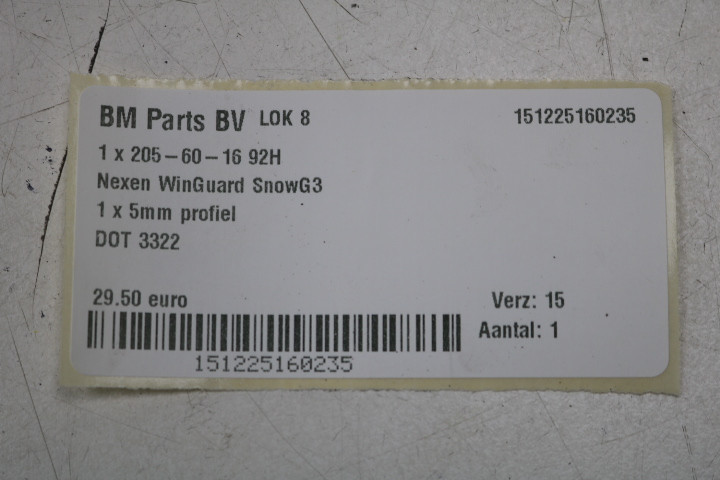 BM Parts BV LOK 8 151225160235
1 x 205-60-16 92H
Nexen WinGuard SnowG3
1 x 5mm profiel
DOT 3322
29.50 euro Verz: 15
Aantal: 1
151225160235